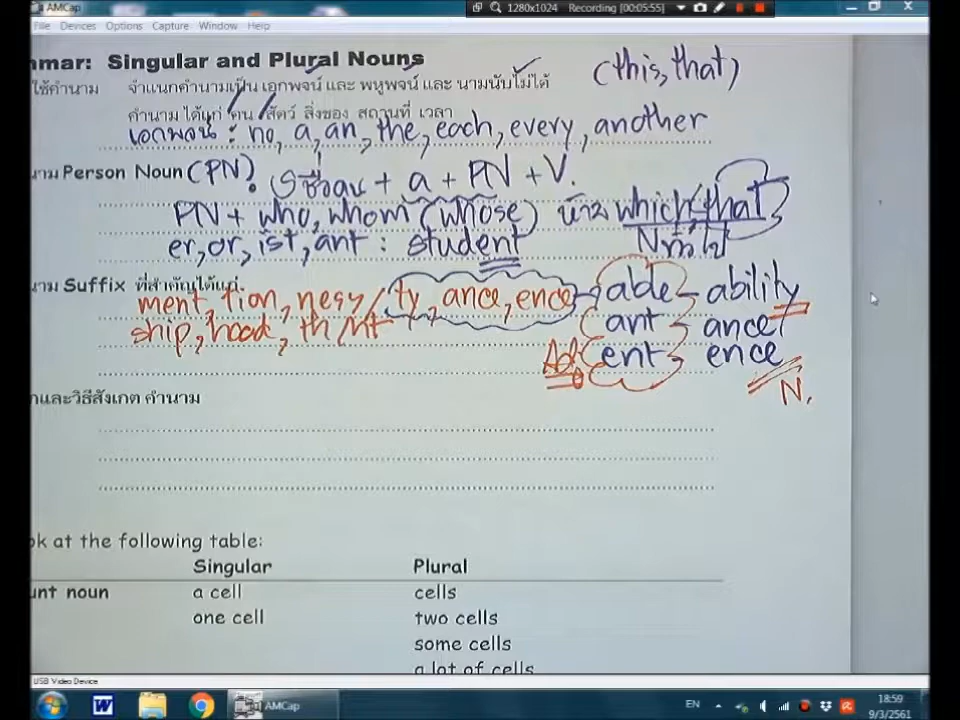 AMCap
1280x1024 Recording [00:05:55]
File Devices Options Capture Window Help
mmar: Singular and Plural Nouns
(this, that)
ใช้คำนาม จำแนกคำนามเป็น เอกพจน์ และ พหูพจน์ และ นามนับไม่ได้
คำนาม ได้แก่ คน สัตว์ สิ่งของ สถานที่ เวลา
เอกพจน์ : no, a, an, the, each, every, another
นาม Person Noun (PN) : + a + PN + V.
PN + who, whom (whose) ห้าม which (that)
er, or, ist, ant : student
นาม Suffix ที่สำคัญได้แก่
ment, tion, ness / ty, ance, ence able ability
ship, hood, th ant ance
Adj ent ence
N.
และวิธีสังเกต คำนาม
ok at the following table:
Singular Plural
unt noun a cell cells
one cell two cells
some cells
a lot of cells
USB Video Device
AMCap EN 18:59
9/3/2561